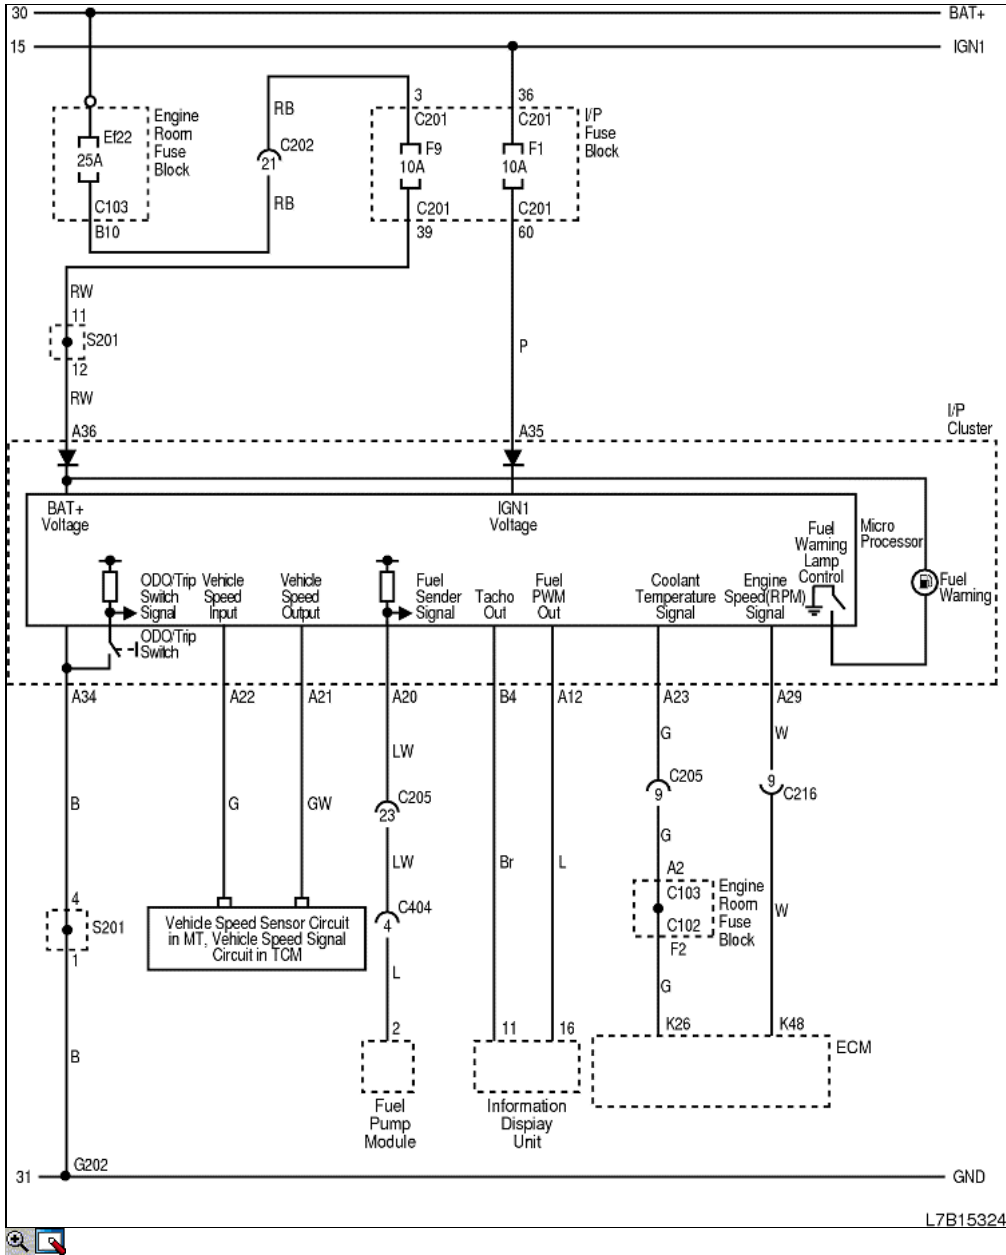 30
BAT+
15
IGN1
3
36
RB
C201
C201
Engine
Room
Fuse
Block
I/P
Fuse
Block
Ef22
25A
C202
21
F9
10A
F1
10A
RB
C103
B10
C201
39
C201
60
RW
11
S201
12
P
RW
A36
A35
I/P
Cluster
BAT+
Voltage
IGN1
Voltage
Fuel
Warning
Lamp
Control
Micro
Processor
ODO/Trip
Switch
Signal
Vehicle
Speed
Input
Vehicle
Speed
Output
Fuel
Sender
Signal
Tacho
Out
Fuel
PWM
Out
Coolant
Temperature
Signal
Engine
Speed(RPM)
Signal
Fuel
Warning
ODO/Trip
Switch
A34
A22
A21
A20
B4
A12
A23
A29
G
W
LW
C205
9
9
C216
B
G
GW
C205
23
G
LW
Br
L
A2
C103
C102
F2
Engine
Room
Fuse
Block
W
4
S201
1
C404
4
Vehicle Speed Sensor Circuit
in MT, Vehicle Speed Signal
Circuit in TCM
L
G
B
2
11
16
K26
K48
ECM
Fuel
Pump
Module
Information
Display
Unit
G202
31
GND
L7B15324